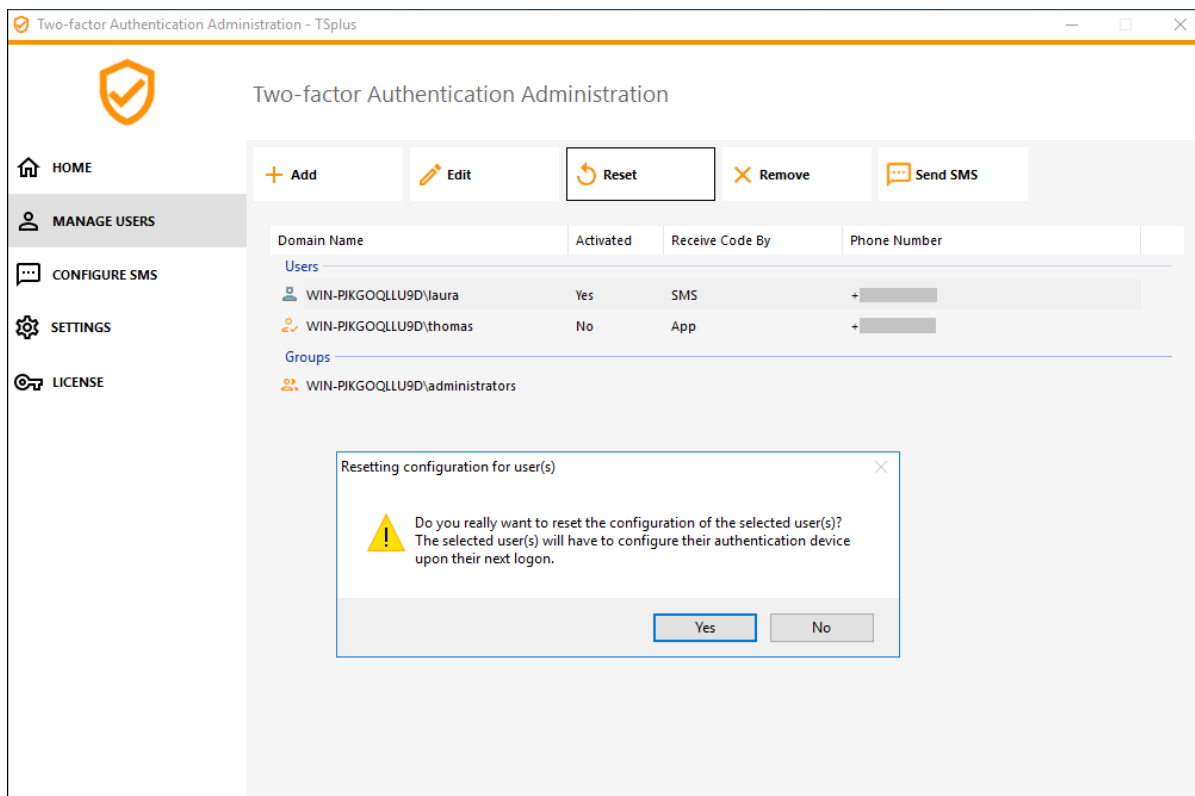 Two-factor Authentication Administration - TSplus
Two-factor Authentication Administration
HOME
MANAGE USERS
CONFIGURE SMS
SETTINGS
LICENSE
Add Edit Reset Remove Send SMS
Domain Name Activated Receive Code By Phone Number
Users
WIN-PJKGOQLLU9D\laura Yes SMS +
WIN-PJKGOQLLU9D\thomas No App +
Groups
WIN-PJKGOQLLU9D\administrators
Resetting configuration for user(s)
Do you really want to reset the configuration of the selected user(s)?
The selected user(s) will have to configure their authentication device
upon their next logon.
Yes No